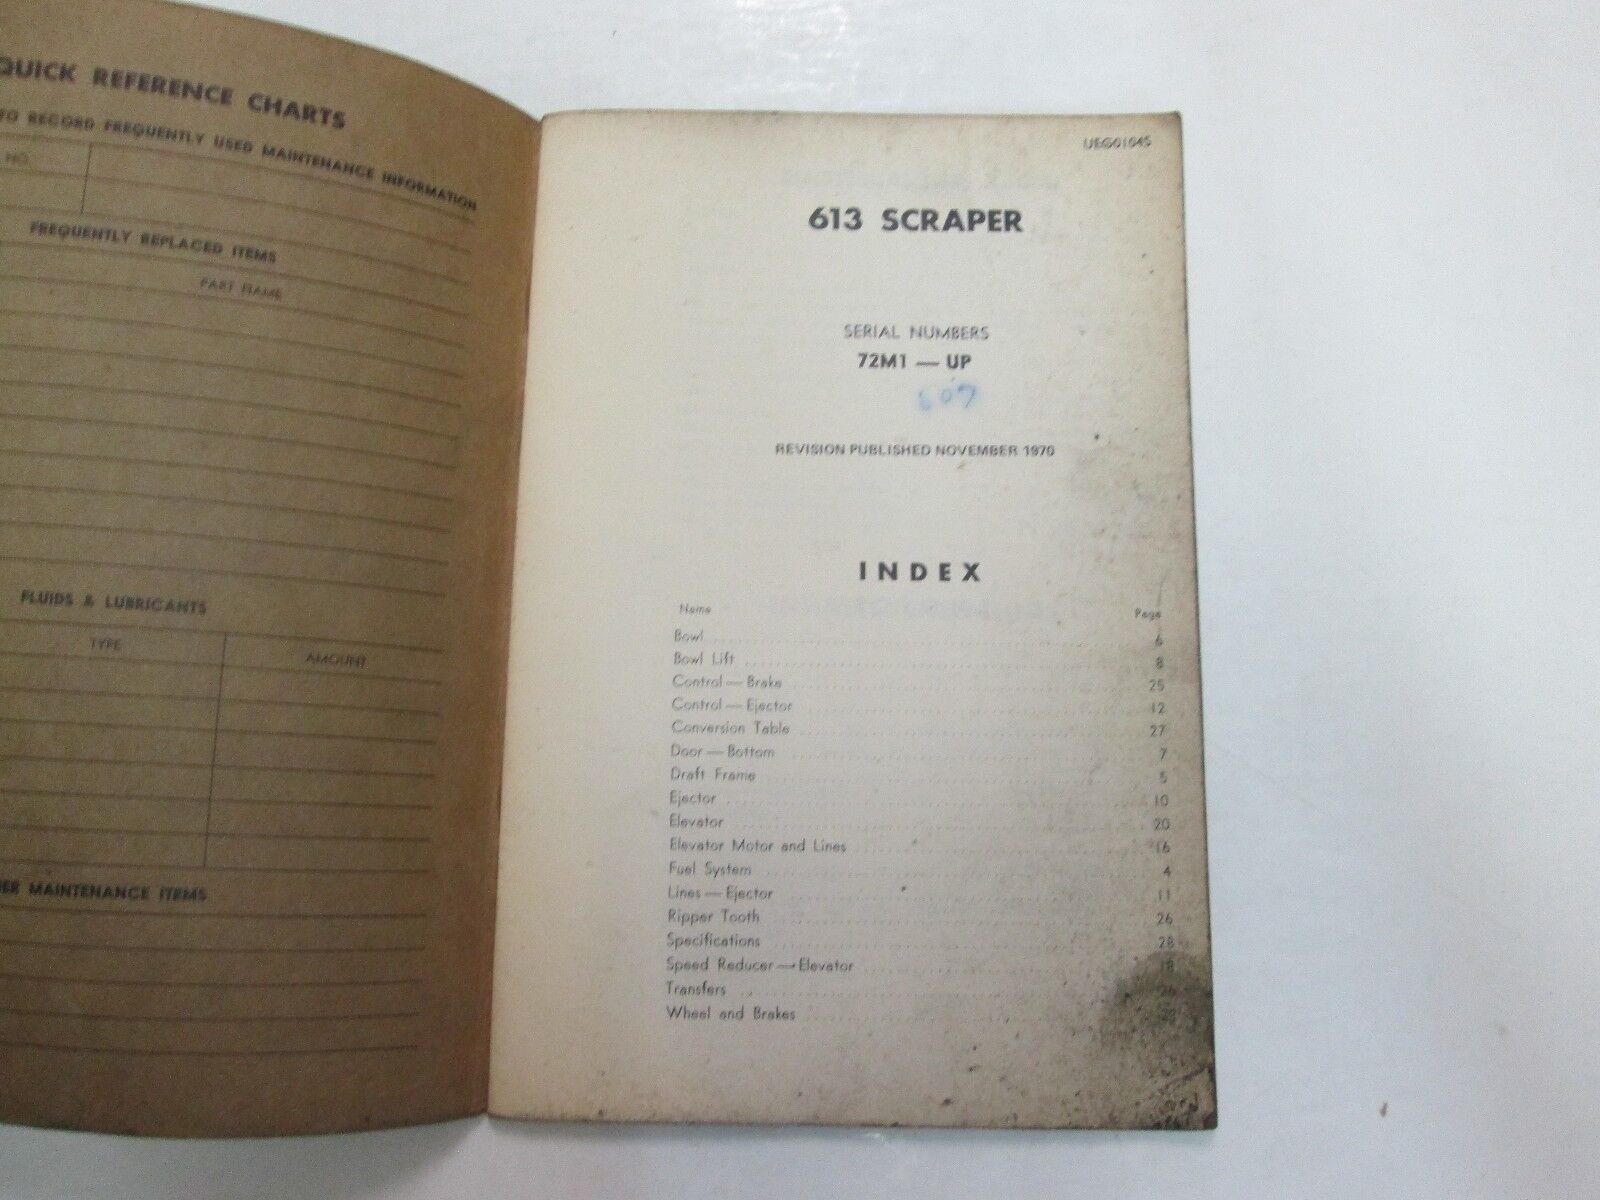 QUICK REFERENCE CHARTS
TO RECORD FREQUENTLY USED MAINTENANCE INFORMATION
NO.
FREQUENTLY REPLACED ITEMS
PART NAME
FLUIDS & LUBRICANTS
TYPE AMOUNT
MAINTENANCE ITEMS
UEG01045
613 SCRAPER
SERIAL NUMBERS
72M1 — UP
607
REVISION PUBLISHED NOVEMBER 1970
INDEX
Name Page
Bowl 6
Bowl Lift 8
Control — Brake 25
Control — Ejector 12
Conversion Table 27
Door — Bottom 7
Draft Frame 5
Ejector 10
Elevator 20
Elevator Motor and Lines 16
Fuel System 4
Lines — Ejector 11
Ripper Tooth 26
Specifications 28
Speed Reducer — Elevator 18
Transfers
Wheel and Brakes